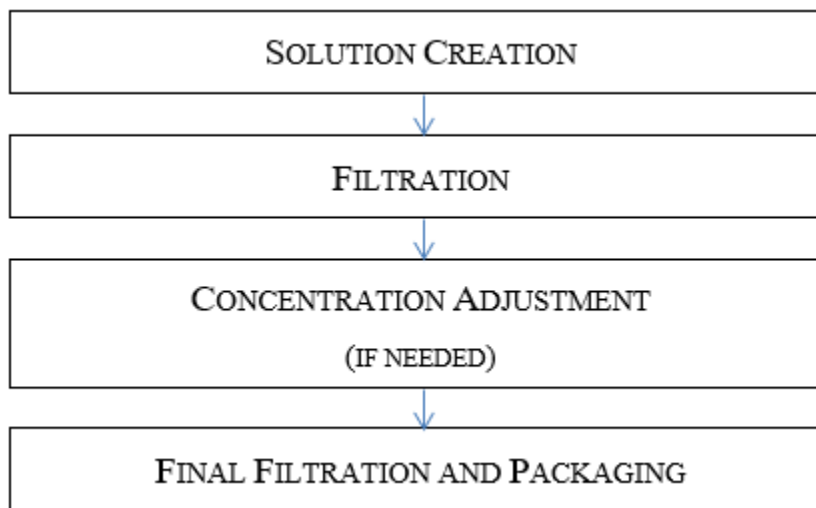 SOLUTION CREATION
FILTRATION
CONCENTRATION ADJUSTMENT
(IF NEEDED)
FINAL FILTRATION AND PACKAGING